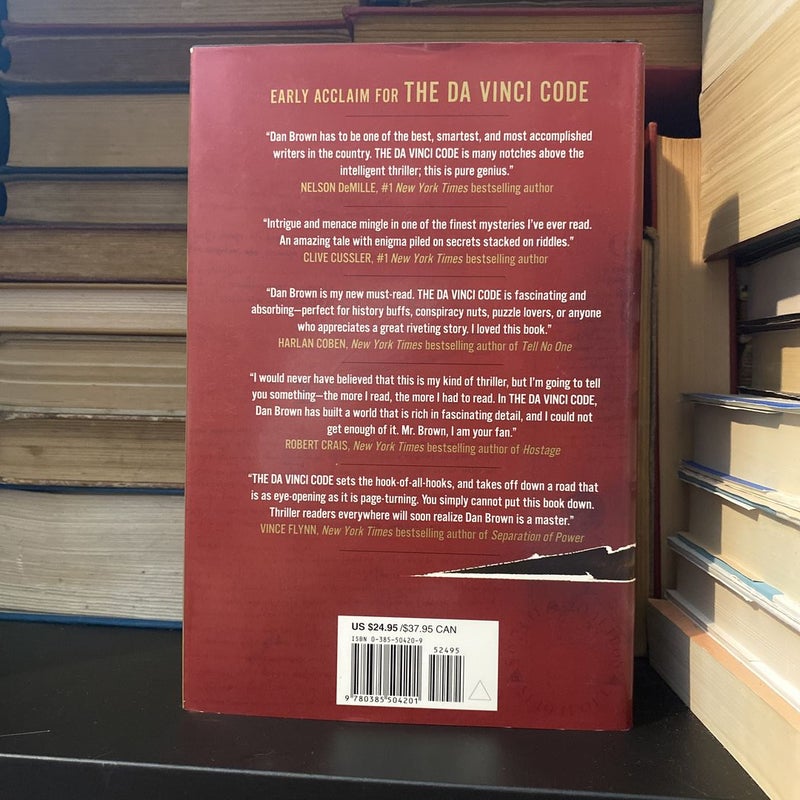 EARLY ACCLAIM FOR THE DA VINCI CODE
“Dan Brown has to be one of the best, smartest, and most accomplished
writers in the country. THE DA VINCI CODE is many notches above the
intelligent thriller; this is pure genius.”
NELSON DeMILLE, #1 New York Times bestselling author
“Intrigue and menace mingle in one of the finest mysteries I’ve ever read.
An amazing tale with enigma piled on secrets stacked on riddles.”
CLIVE CUSSLER, #1 New York Times bestselling author
“Dan Brown is my new must-read. THE DA VINCI CODE is fascinating and
absorbing—perfect for history buffs, conspiracy nuts, puzzle lovers, or anyone
who appreciates a great riveting story. I loved this book.”
HARLAN COBEN, New York Times bestselling author of Tell No One
“I would never have believed that this is my kind of thriller, but I’m going to tell
you something—the more I read, the more I had to read. In THE DA VINCI CODE,
Dan Brown has built a world that is rich in fascinating detail, and I could not
get enough of it. Mr. Brown, I am your fan.”
ROBERT CRAIS, New York Times bestselling author of Hostage
“THE DA VINCI CODE sets the hook-of-all-hooks, and takes off down a road that
is as eye-opening as it is page-turning. You simply cannot put this book down.
Thriller readers everywhere will soon realize Dan Brown is a master.”
VINCE FLYNN, New York Times bestselling author of Separation of Power
US $24.95 /$37.95 CAN
ISBN 0-385-50420-9
52495
9 780385 504201